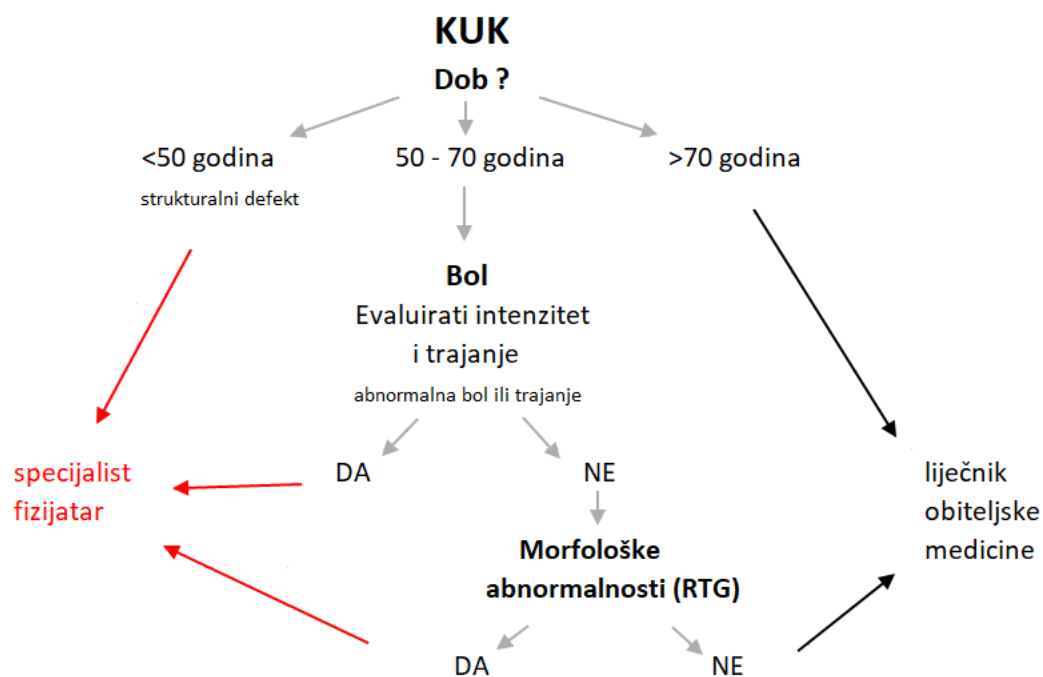 KUK
Dob ?
<50 godina
50 - 70 godina
>70 godina
strukturalni defekt
Bol
Evaluirati intenzitet
i trajanje
abnormalna bol ili trajanje
specijalist
fizijatar
DA
NE
liječnik
obiteljske
medicine
Morfološke
abnormalnosti (RTG)
DA
NE